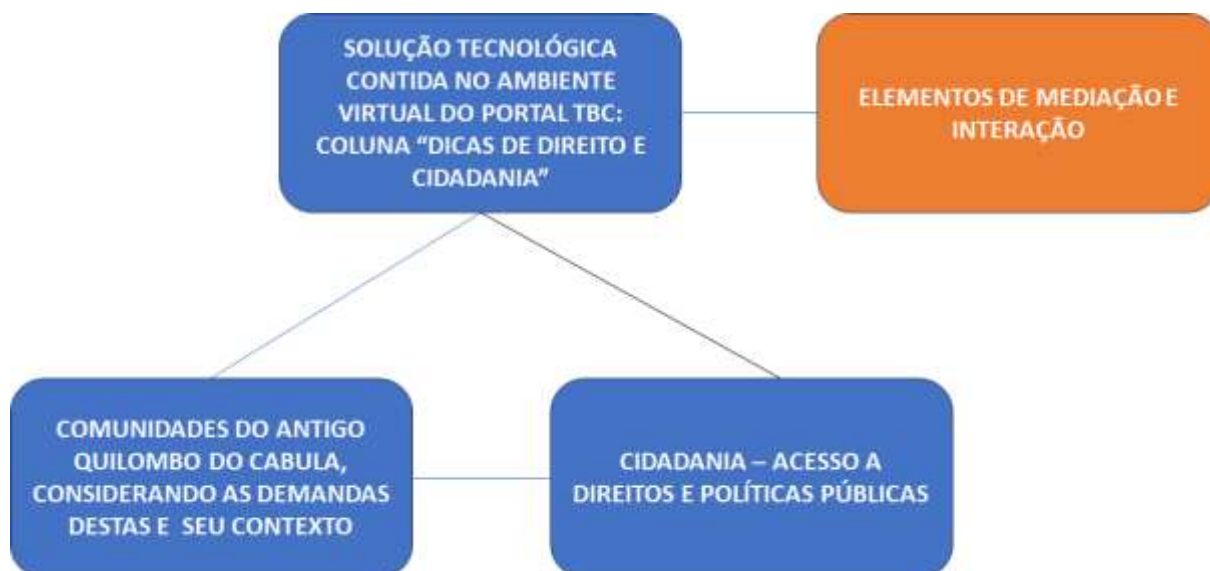 SOLUÇÃO TECNOLÓGICA
CONTIDA NO AMBIENTE
VIRTUAL DO PORTAL TBC:
COLUNA “DICAS DE DIREITO E
CIDADANIA”
ELEMENTOS DE MEDIAÇÃO E
INTERAÇÃO
COMUNIDADES DO ANTIGO
QUILOMBO DO CABULA,
CONSIDERANDO AS DEMANDAS
DESTAS E SEU CONTEXTO
CIDADANIA – ACESSO A
DIREITOS E POLÍTICAS PÚBLICAS